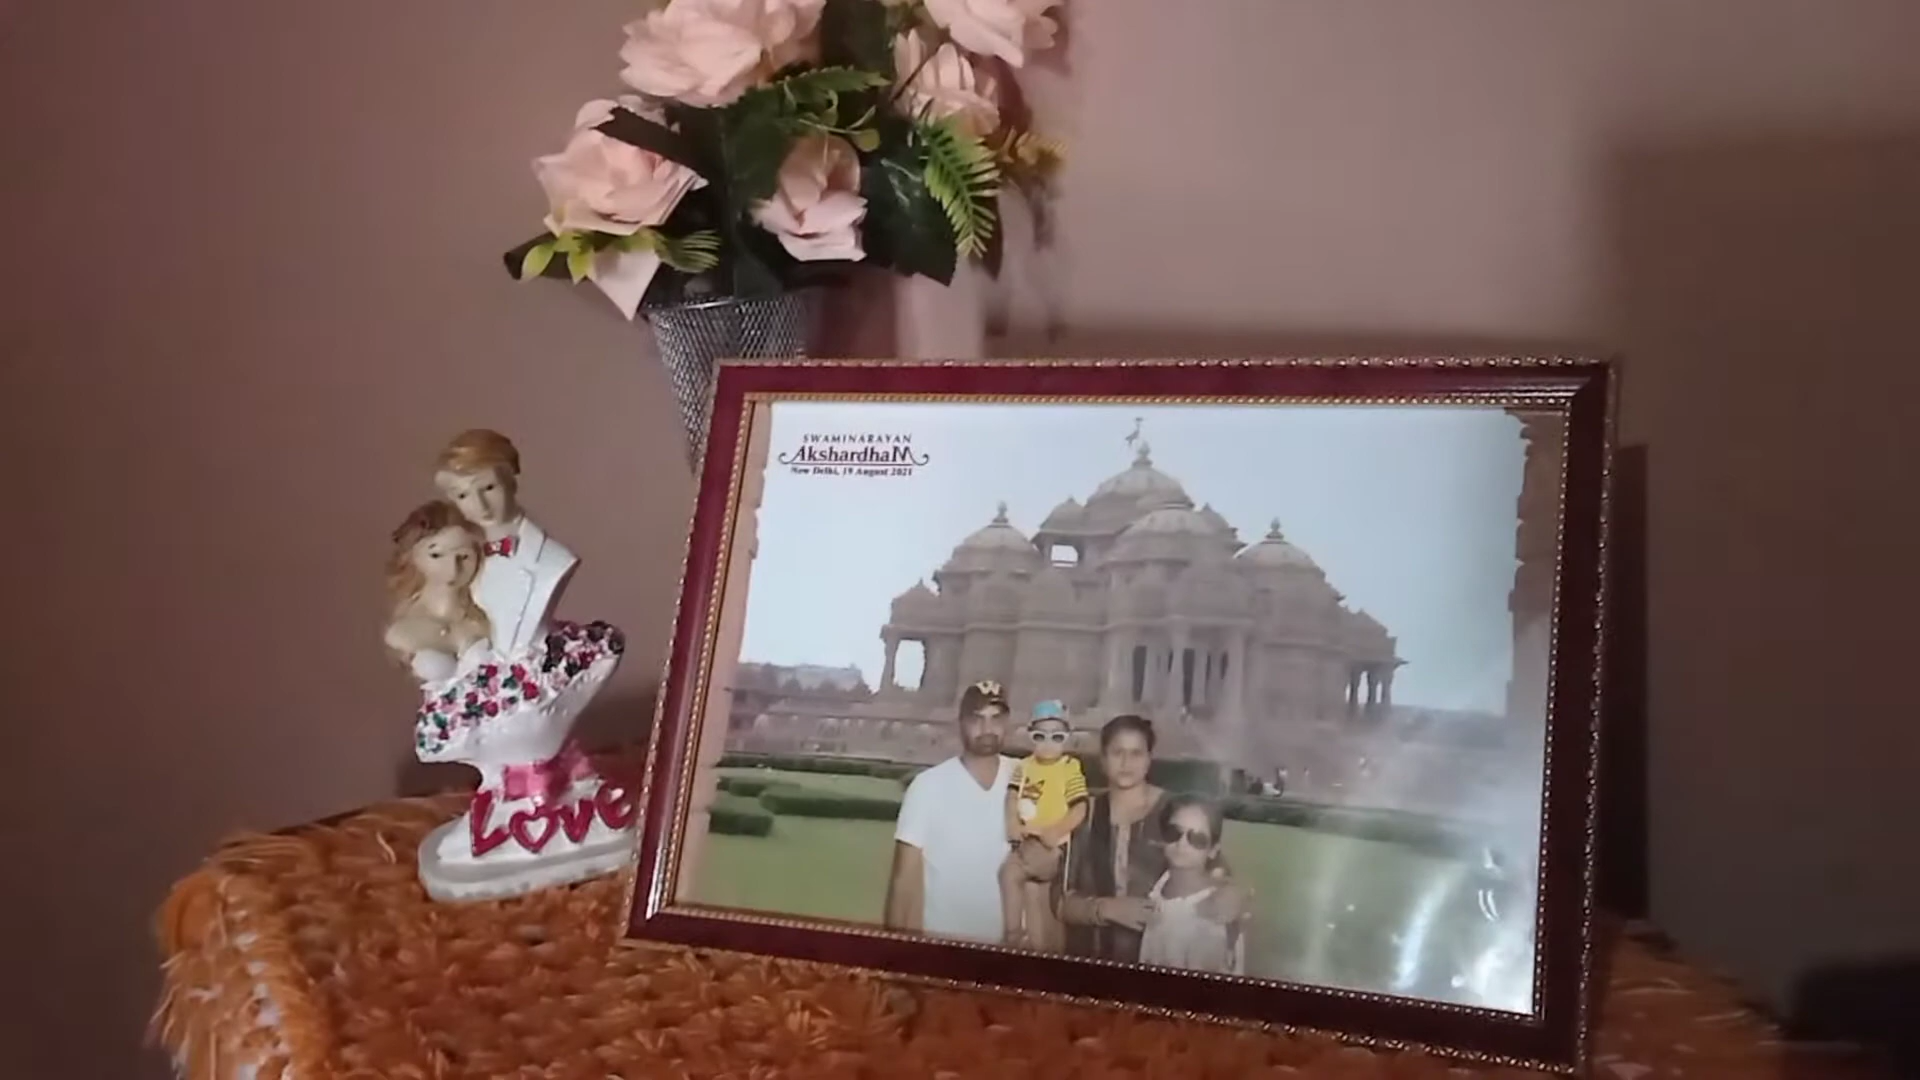 SWAMINARAYAN
AkshardhaM
New Delhi, 19 August 2021
W
LOVE